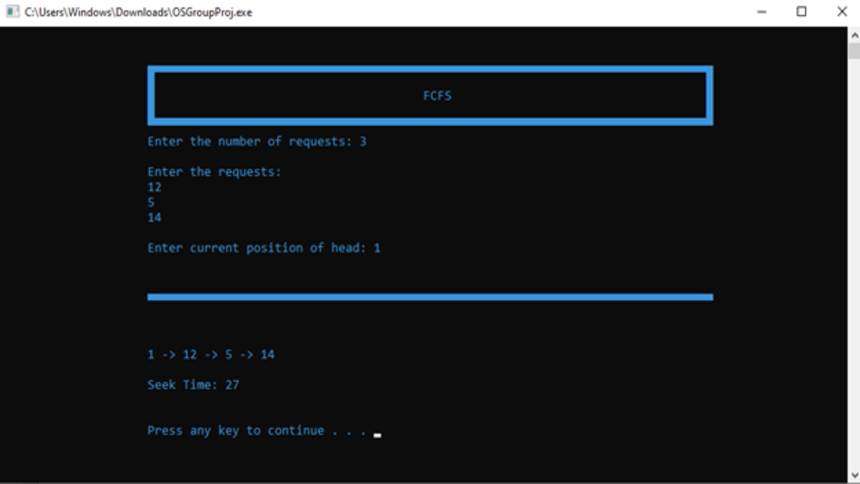 C:\Users\Windows\Downloads\OSGroupProj.exe
FCFS
Enter the number of requests: 3
Enter the requests:
12
5
14
Enter current position of head: 1
1 -> 12 -> 5 -> 14
Seek Time: 27
Press any key to continue . . .